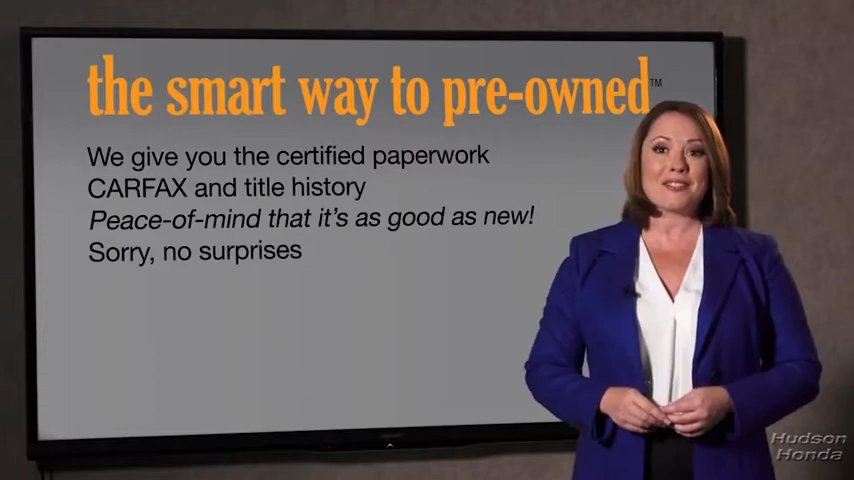 the smart way to pre-owned™
We give you the certified paperwork
CARFAX and title history
Peace-of-mind that it's as good as new!
Sorry, no surprises
Hudson
Honda